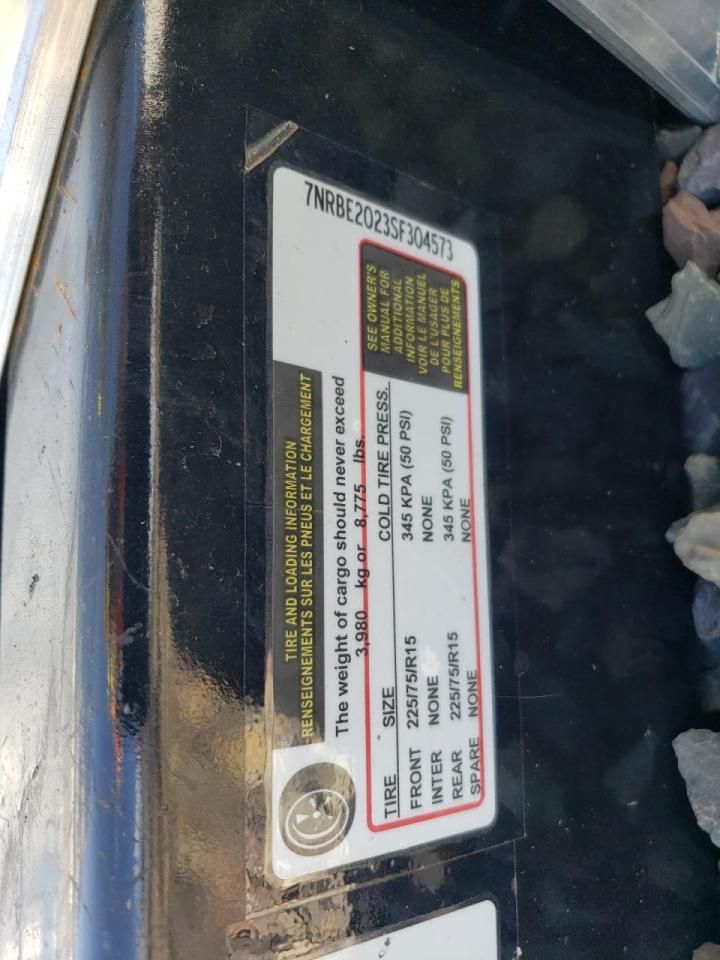 7NRBE2023SF304573
TIRE AND LOADING INFORMATION
RENSEIGNEMENTS SUR LES PNEUS ET LE CHARGEMENT
The weight of cargo should never exceed
3,980 kg or 8,775 lbs.
TIRE SIZE COLD TIRE PRESS.
FRONT 225/75/R15 345 KPA (50 PSI)
INTER NONE NONE
REAR 225/75/R15 345 KPA (50 PSI)
SPARE NONE NONE
SEE OWNER'S
MANUAL FOR
ADDITIONAL
INFORMATION
VOIR LE MANUEL
DE L'USAGER
POUR PLUS DE
RENSEIGNEMENTS